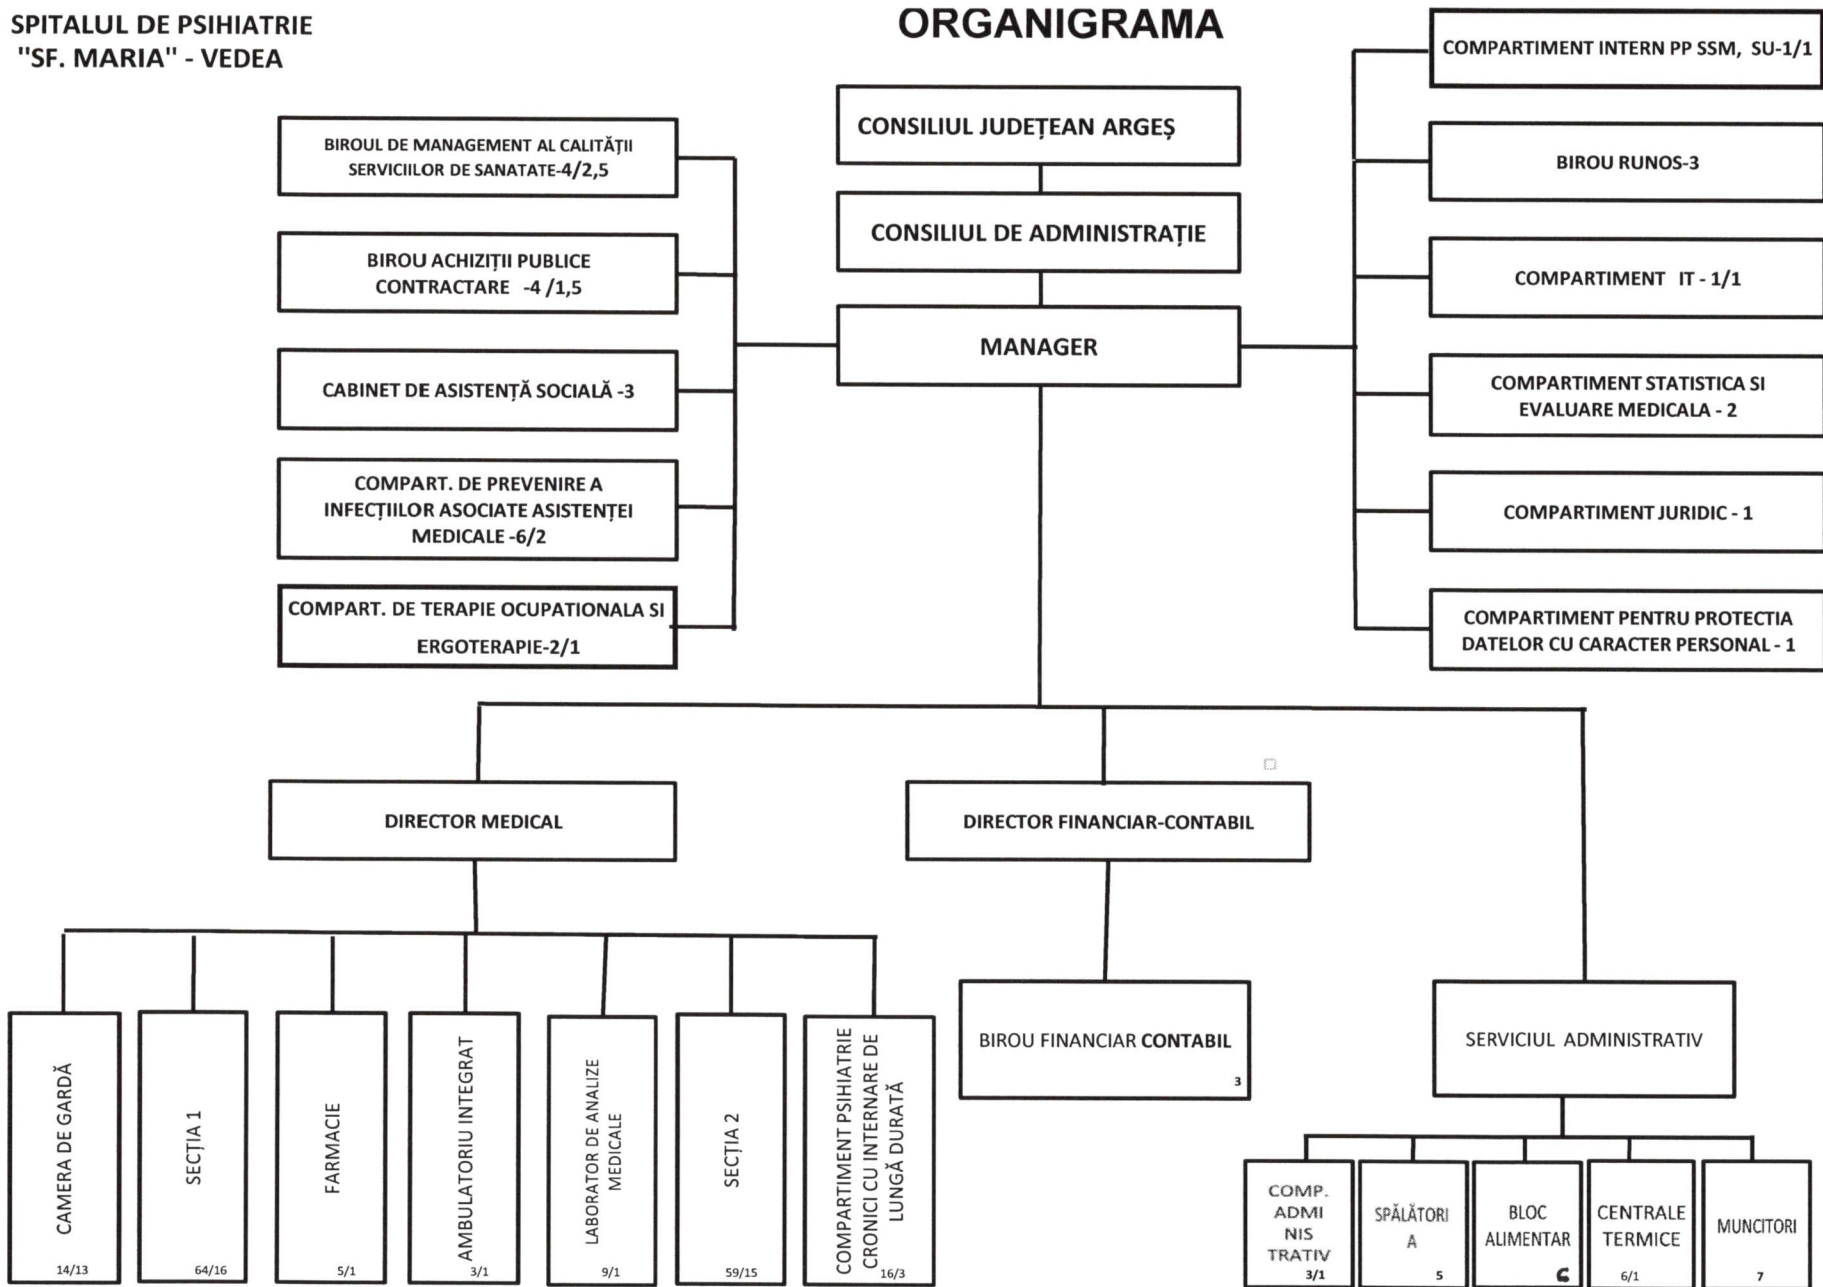 SPITALUL DE PSIHIATRIE
"SF. MARIA" - VEDEA
ORGANIGRAMA
CONSILIUL JUDEȚEAN ARGEȘ
CONSILIUL DE ADMINISTRAȚIE
MANAGER
BIROUL DE MANAGEMENT AL CALITĂȚII
SERVICIILOR DE SANATATE-4/2,5
BIROU ACHIZIȚII PUBLICE
CONTRACTARE -4 /1,5
CABINET DE ASISTENȚĂ SOCIALĂ -3
COMPART. DE PREVENIRE A
INFECȚIILOR ASOCIATE ASISTENȚEI
MEDICALE -6/2
COMPART. DE TERAPIE OCUPATIONALA SI
ERGOTERAPIE-2/1
COMPARTIMENT INTERN PP SSM, SU-1/1
BIROU RUNOS-3
COMPARTIMENT IT - 1/1
COMPARTIMENT STATISTICA SI
EVALUARE MEDICALA - 2
COMPARTIMENT JURIDIC - 1
COMPARTIMENT PENTRU PROTECTIA
DATELOR CU CARACTER PERSONAL - 1
DIRECTOR MEDICAL
DIRECTOR FINANCIAR-CONTABIL
CAMERA DE GARDĂ
14/13
SECȚIA 1
64/16
FARMACIE
5/1
AMBULATORIU INTEGRAT
3/1
LABORATOR DE ANALIZE
MEDICALE
9/1
SECȚIA 2
59/15
COMPARTIMENT PSIHIATRIE
CRONICI CU INTERNARE DE
LUNGĂ DURATĂ
16/3
BIROU FINANCIAR CONTABIL
3
SERVICIUL ADMINISTRATIV
COMP.
ADMI
NIS
TRATIV
3/1
SPĂLĂTORI
A
5
BLOC
ALIMENTAR
CENTRALE
TERMICE
6/1
MUNCITORI
7